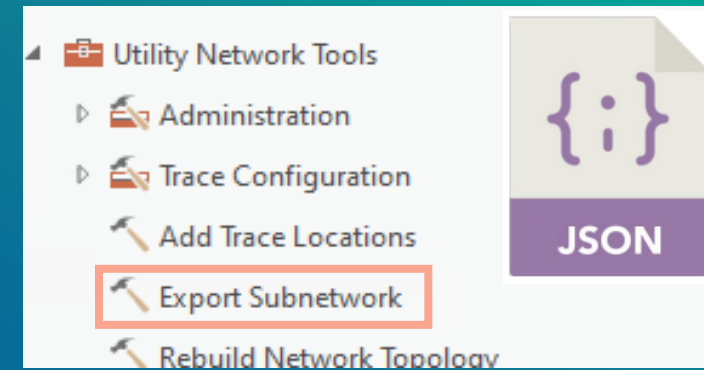 Utility Network Tools
Administration
Trace Configuration
Add Trace Locations
Export Subnetwork
Rebuild Network Topology
{;}
JSON